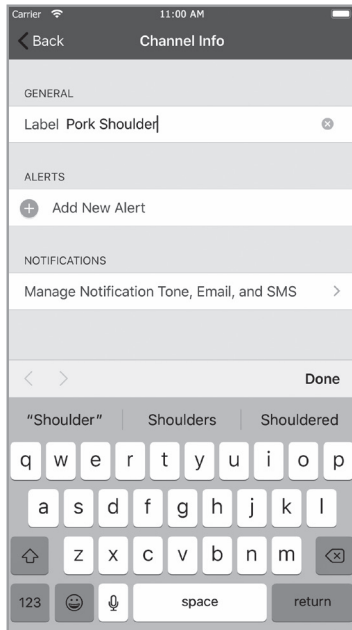 Carrier 11:00 AM
Back Channel Info
GENERAL
Label Pork Shoulder
ALERTS
Add New Alert
NOTIFICATIONS
Manage Notification Tone, Email, and SMS
Done
“Shoulder” Shoulders Shouldered
q w e r t y u i o p
a s d f g h j k l
z x c v b n m
123 space return